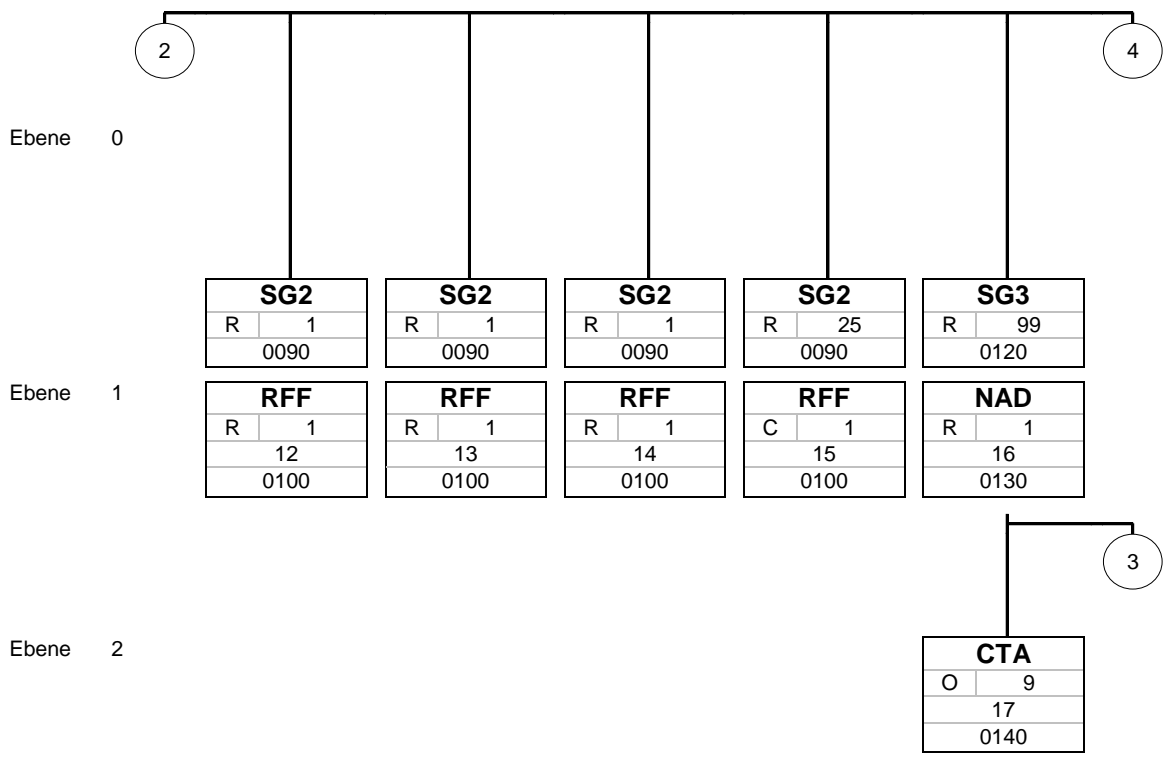 2 4
Ebene 0
SG2 SG2 SG2 SG2 SG3
R 1 R 1 R 1 R 25 R 99
0090 0090 0090 0090 0120
Ebene 1
RFF RFF RFF RFF NAD
R 1 R 1 R 1 C 1 R 1
12 13 14 15 16
0100 0100 0100 0100 0130
3
Ebene 2
CTA
O 9
17
0140